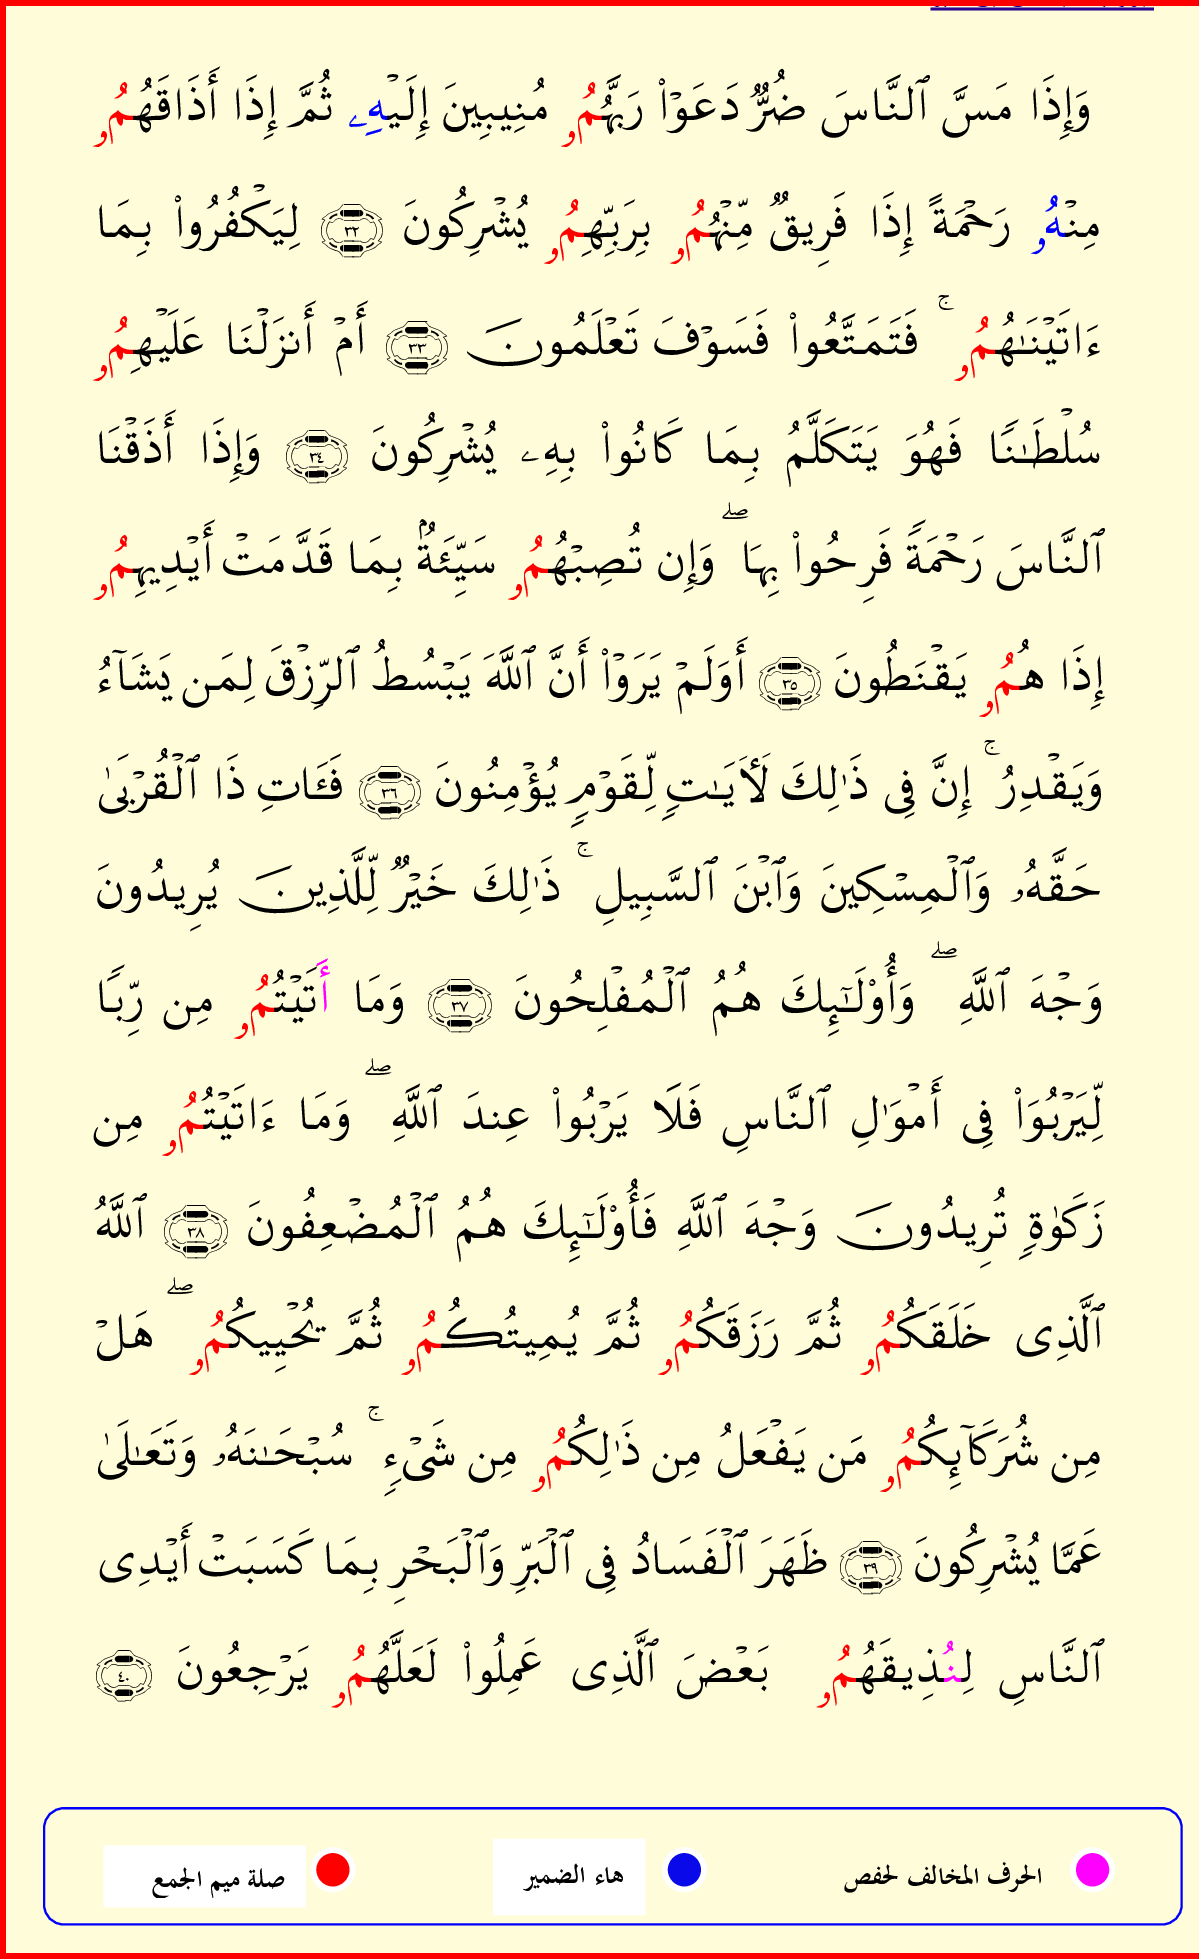 وَإِذَا مَسَّ ٱلنَّاسَ ضُرٌّ دَعَوۡاْ رَبَّهُمُۥ مُنِيبِينَ إِلَيۡهِۦ ثُمَّ إِذَا أَذَاقَهُمُۥ
مِنۡهُۥ رَحۡمَةً إِذَا فَرِيقٌ مِّنۡهُمُۥ بِرَبِّهِمُۥ يُشۡرِكُونَ ٣٢ لِيَكۡفُرُواْ بِمَا
ءَاتَيۡنَٰهُمُۥۚ فَتَمَتَّعُواْ فَسَوۡفَ تَعۡلَمُونَ ٣٣ أَمۡ أَنزَلۡنَا عَلَيۡهِمُۥ
سُلۡطَٰنٗا فَهُوَ يَتَكَلَّمُ بِمَا كَانُواْ بِهِۦ يُشۡرِكُونَ ٣٤ وَإِذَا أَذَقۡنَا
ٱلنَّاسَ رَحۡمَةً فَرِحُواْ بِهَاۖ وَإِن تُصِبۡهُمُۥ سَيِّئَةُۢ بِمَا قَدَّمَتۡ أَيۡدِيهِمُۥ
إِذَا هُمُۥ يَقۡنَطُونَ ٣٥ أَوَلَمۡ يَرَوۡاْ أَنَّ ٱللَّهَ يَبۡسُطُ ٱلرِّزۡقَ لِمَن يَشَآءُ
وَيَقۡدِرُۚ إِنَّ فِى ذَٰلِكَ لَأٓيَٰتٍ لِّقَوۡمٍ يُؤۡمِنُونَ ٣٦ فَـَٔاتِ ذَا ٱلۡقُرۡبَىٰ
حَقَّهُۥ وَٱلۡمِسۡكِينَ وَٱبۡنَ ٱلسَّبِيلِۚ ذَٰلِكَ خَيۡرٌ لِّلَّذِينَ يُرِيدُونَ
وَجۡهَ ٱللَّهِۖ وَأُوْلَٰٓئِكَ هُمُ ٱلۡمُفۡلِحُونَ ٣٧ وَمَا أَتَيۡتُمُۥ مِن رِّبًا
لِّيَرۡبُوَاْ فِى أَمۡوَٰلِ ٱلنَّاسِ فَلَا يَرۡبُواْ عِندَ ٱللَّهِۖ وَمَا ءَاتَيۡتُمُۥ مِن
زَكَوٰةٍ تُرِيدُونَ وَجۡهَ ٱللَّهِ فَأُوْلَٰٓئِكَ هُمُ ٱلۡمُضۡعِفُونَ ٣٨ ٱللَّهُ
ٱلَّذِى خَلَقَكُمُۥ ثُمَّ رَزَقَكُمُۥ ثُمَّ يُمِيتُكُمُۥ ثُمَّ يُحۡيِيكُمُۥۖ هَلۡ
مِن شُرَكَآئِكُمُۥ مَن يَفۡعَلُ مِن ذَٰلِكُمُۥ مِن شَىۡءٍۚ سُبۡحَٰنَهُۥ وَتَعَٰلَىٰ
عَمَّا يُشۡرِكُونَ ٣٩ ظَهَرَ ٱلۡفَسَادُ فِى ٱلۡبَرِّ وَٱلۡبَحۡرِ بِمَا كَسَبَتۡ أَيۡدِى
ٱلنَّاسِ لِنُذِيقَهُمُۥ بَعۡضَ ٱلَّذِى عَمِلُواْ لَعَلَّهُمُۥ يَرۡجِعُونَ ٤٠
الحرف المخالف لحفص هاء الضمير صلة ميم الجمع